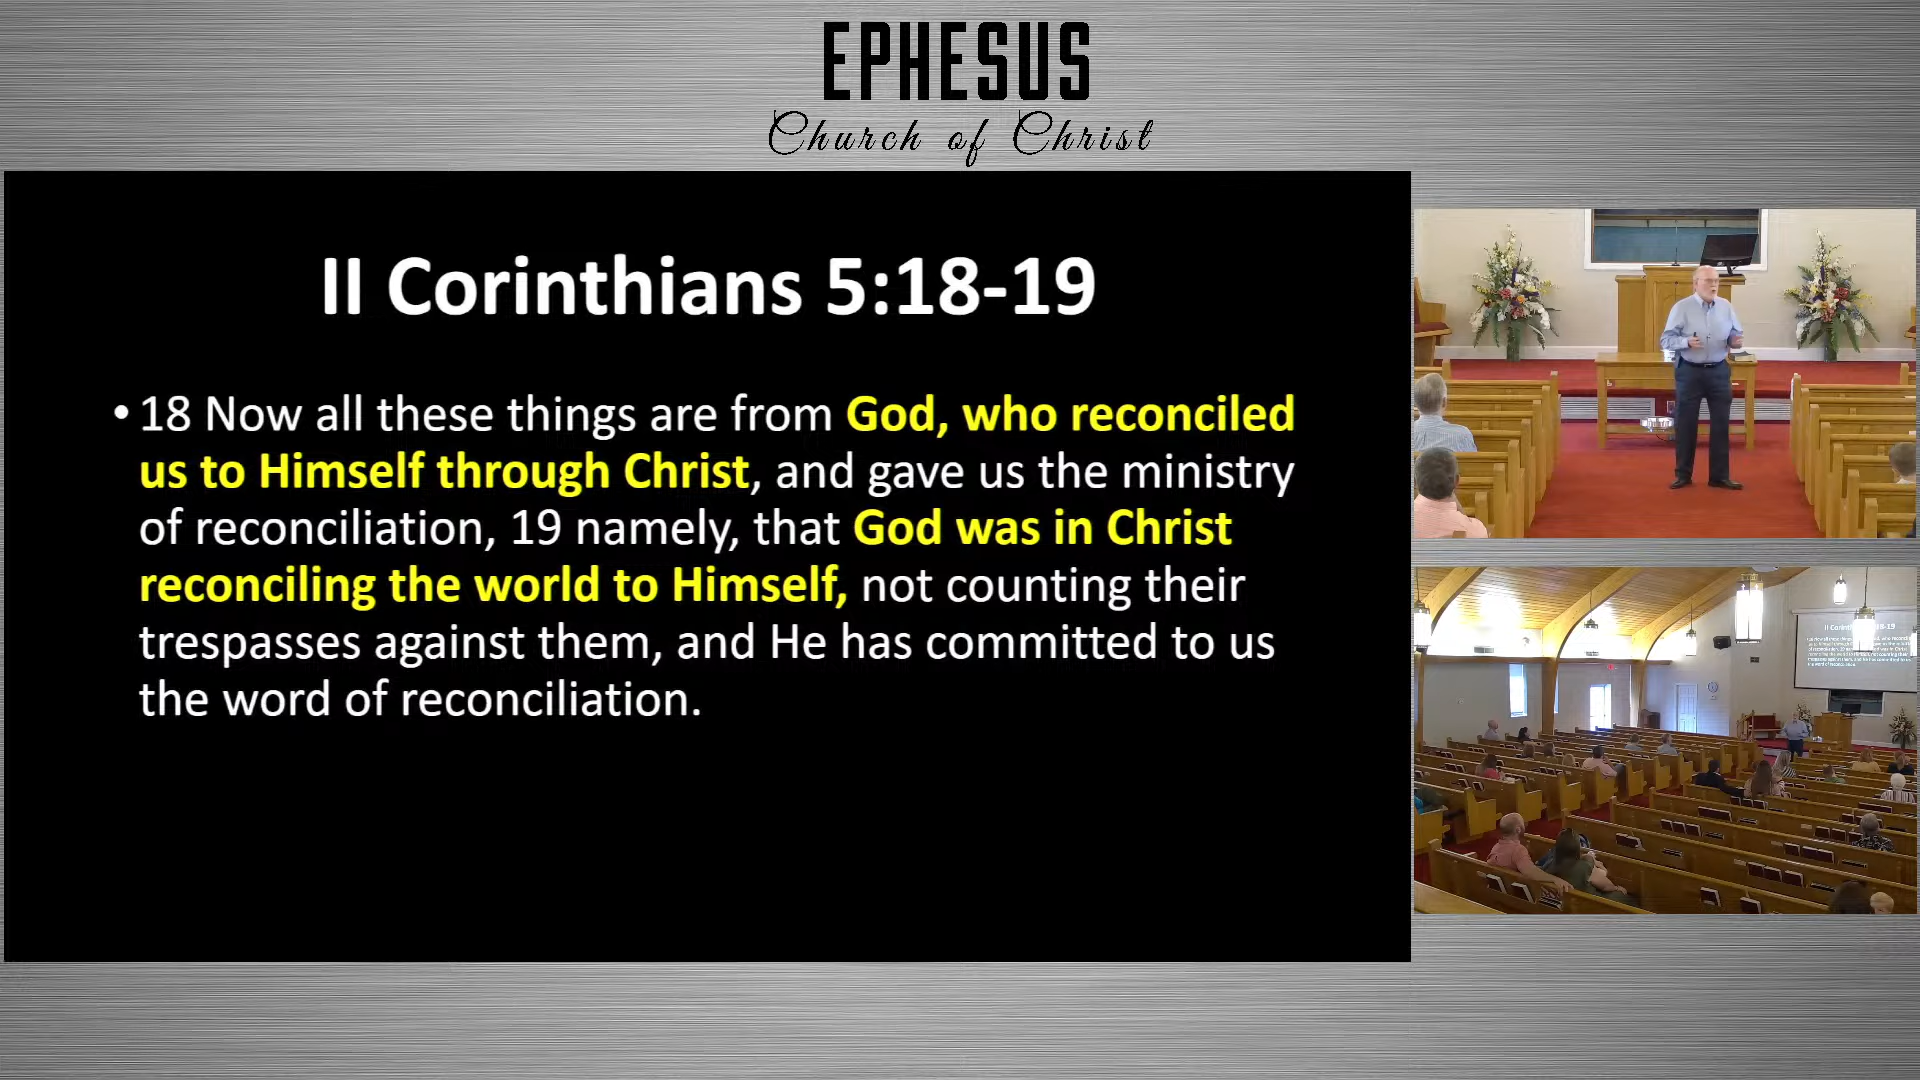 EPHESUS
Church of Christ
II Corinthians 5:18-19
• 18 Now all these things are from God, who reconciled
us to Himself through Christ, and gave us the ministry
of reconciliation, 19 namely, that God was in Christ
reconciling the world to Himself, not counting their
trespasses against them, and He has committed to us
the word of reconciliation.